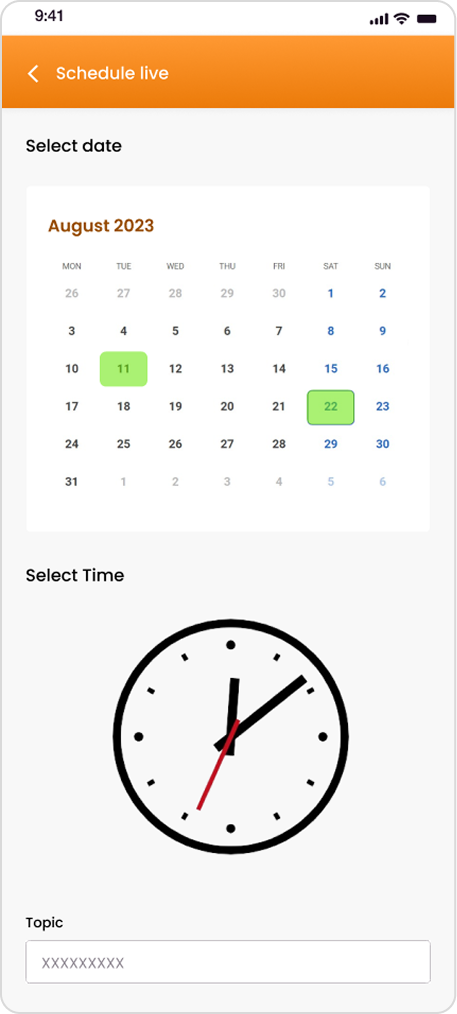 9:41
Schedule live
Select date
August 2023
MON TUE WED THU FRI SAT SUN
26 27 28 29 30 1 2
3 4 5 6 7 8 9
10 11 12 13 14 15 16
17 18 19 20 21 22 23
24 25 26 27 28 29 30
31 1 2 3 4 5 6
Select Time
Topic
XXXXXXXXX